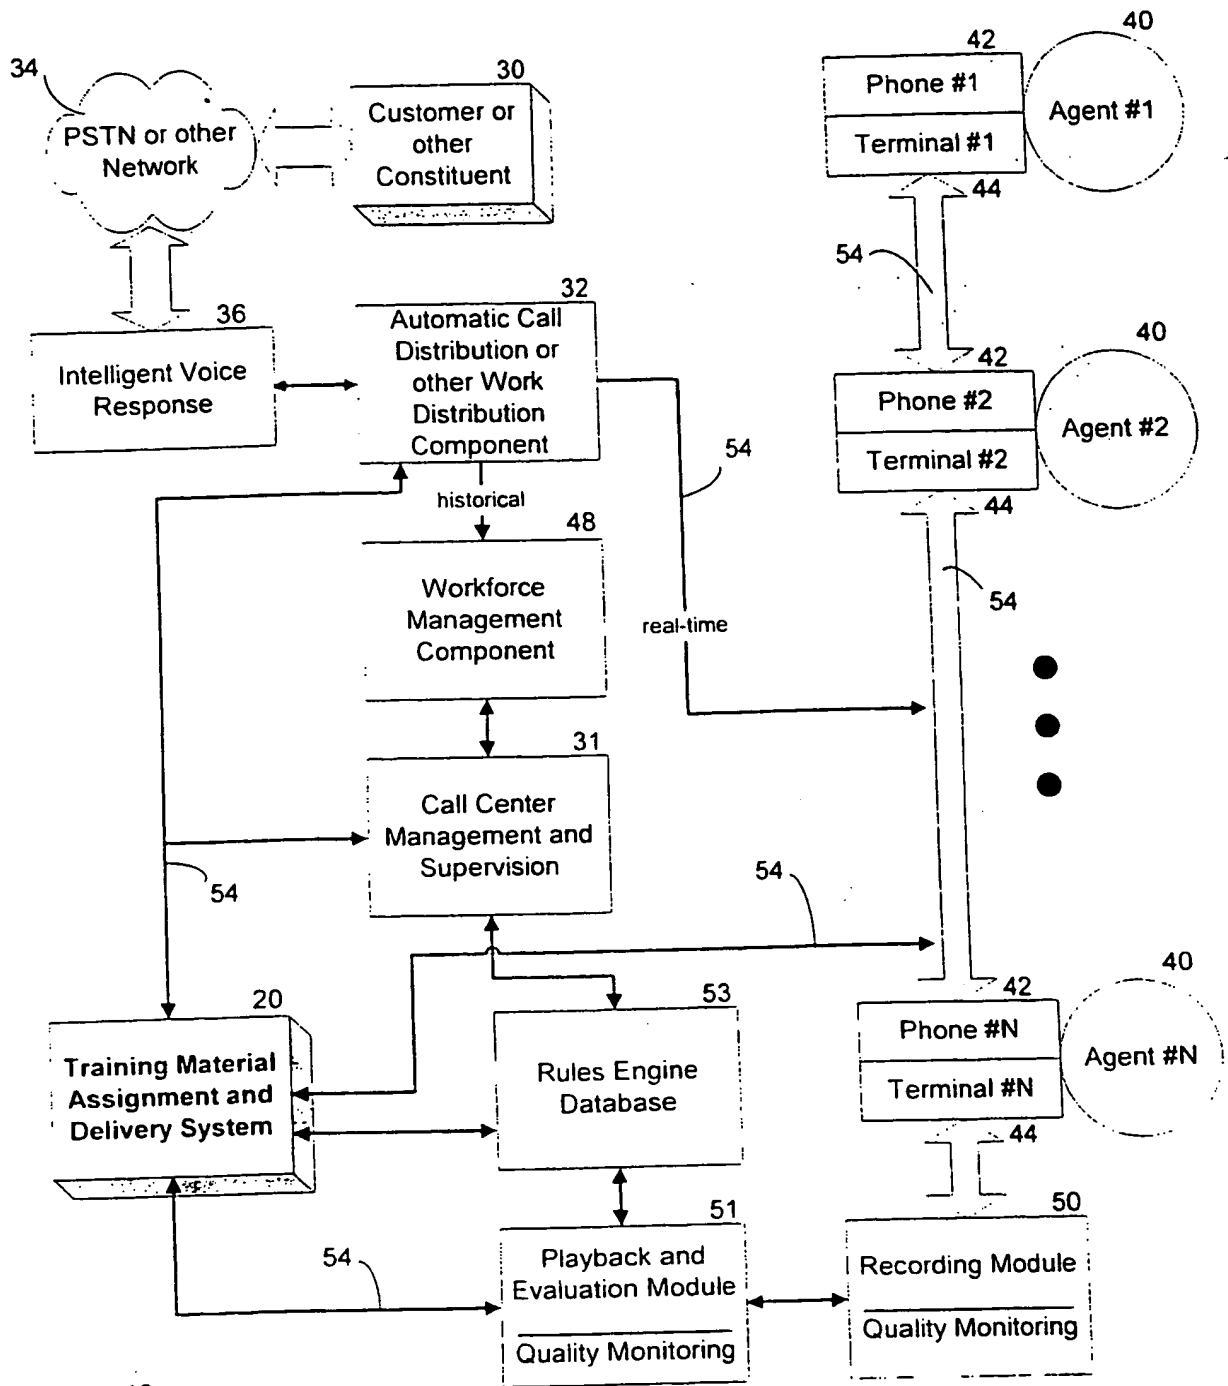 34
PSTN or other
Network
30
Customer or
other
Constituent
42
40
Phone #1
Terminal #1
Agent #1
44
54
36
Intelligent Voice
Response
32
Automatic Call
Distribution or
other Work
Distribution
Component
42
40
Phone #2
Terminal #2
Agent #2
44
54
54
historical
48
Workforce
Management
Component
real-time
31
Call Center
Management and
Supervision
54
54
20
Training Material
Assignment and
Delivery System
53
Rules Engine
Database
42
40
Phone #N
Terminal #N
Agent #N
44
54
51
Playback and
Evaluation Module
Quality Monitoring
50
Recording Module
Quality Monitoring